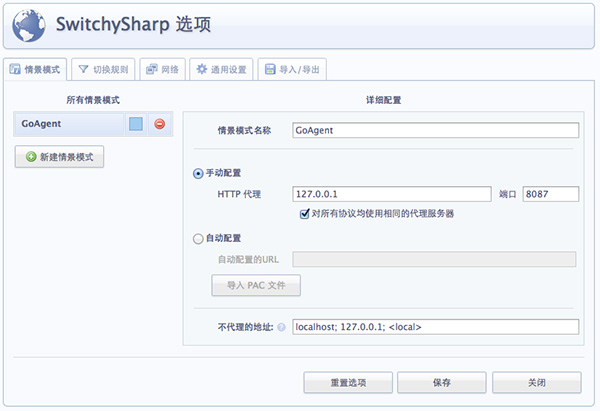 SwitchySharp 选项
情景模式 切换规则 网络 通用设置 导入/导出
所有情景模式
GoAgent
新建情景模式
详细配置
情景模式名称 GoAgent
手动配置
HTTP 代理 127.0.0.1 端口 8087
对所有协议均使用相同的代理服务器
自动配置
自动配置的URL
导入 PAC 文件
不代理的地址: localhost; 127.0.0.1; <local>
重置选项 保存 关闭